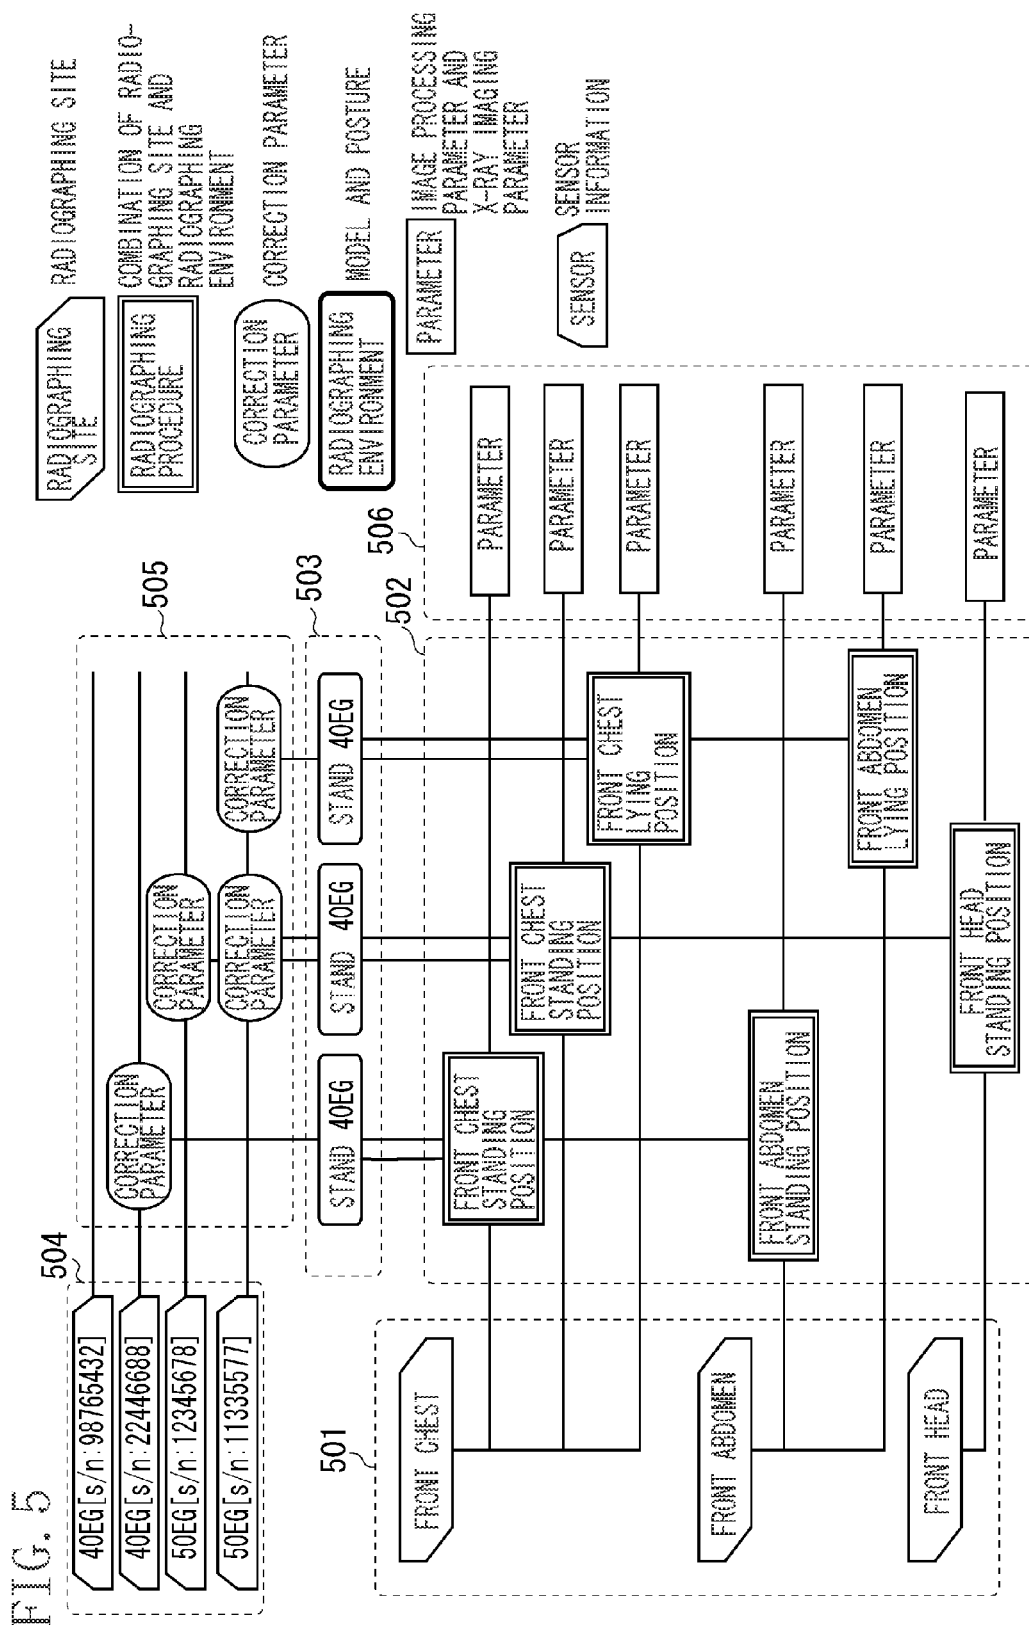 FIG. 5
RADIOGRAPHING
SITE
RADIOGRAPHING SITE
RADIOGRAPHING
PROCEDURE
COMBINATION OF RADIO-
GRAPHING SITE AND
RADIOGRAPHING
ENVIRONMENT
CORRECTION
PARAMETER
CORRECTION PARAMETER
RADIOGRAPHING
ENVIRONMENT
MODEL AND POSTURE
PARAMETER
IMAGE PROCESSING
PARAMETER AND
X-RAY IMAGING
PARAMETER
SENSOR
SENSOR
INFORMATION
504
40EG[s/n:98765432]
40EG[s/n:22446688]
50EG[s/n:12345678]
50EG[s/n:11335577]
505
CORRECTION
PARAMETER
CORRECTION
PARAMETER
CORRECTION
PARAMETER
CORRECTION
PARAMETER
503
STAND 40EG
STAND 40EG
STAND 40EG
501
FRONT CHEST
FRONT ABDOMEN
FRONT HEAD
502
FRONT CHEST
STANDING
POSITION
FRONT CHEST
STANDING
POSITION
FRONT CHEST
LYING
POSITION
FRONT ABDOMEN
STANDING POSITION
FRONT ABDOMEN
LYING POSITION
FRONT HEAD
STANDING POSITION
506
PARAMETER
PARAMETER
PARAMETER
PARAMETER
PARAMETER
PARAMETER